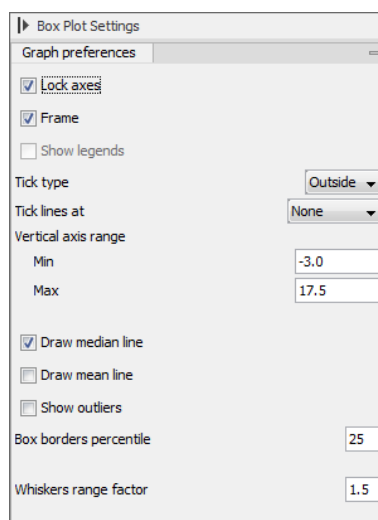 Box Plot Settings
Graph preferences
Lock axes
Frame
Show legends
Tick type Outside
Tick lines at None
Vertical axis range
Min -3.0
Max 17.5
Draw median line
Draw mean line
Show outliers
Box borders percentile 25
Whiskers range factor 1.5